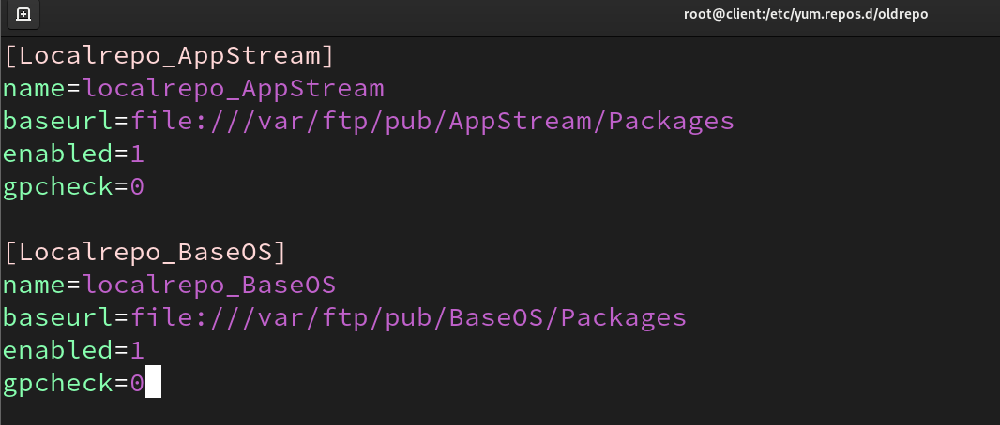 root@client:/etc/yum.repos.d/oldrepo
[Localrepo_AppStream]
name=localrepo_AppStream
baseurl=file:///var/ftp/pub/AppStream/Packages
enabled=1
gpcheck=0

[Localrepo_BaseOS]
name=localrepo_BaseOS
baseurl=file:///var/ftp/pub/BaseOS/Packages
enabled=1
gpcheck=0